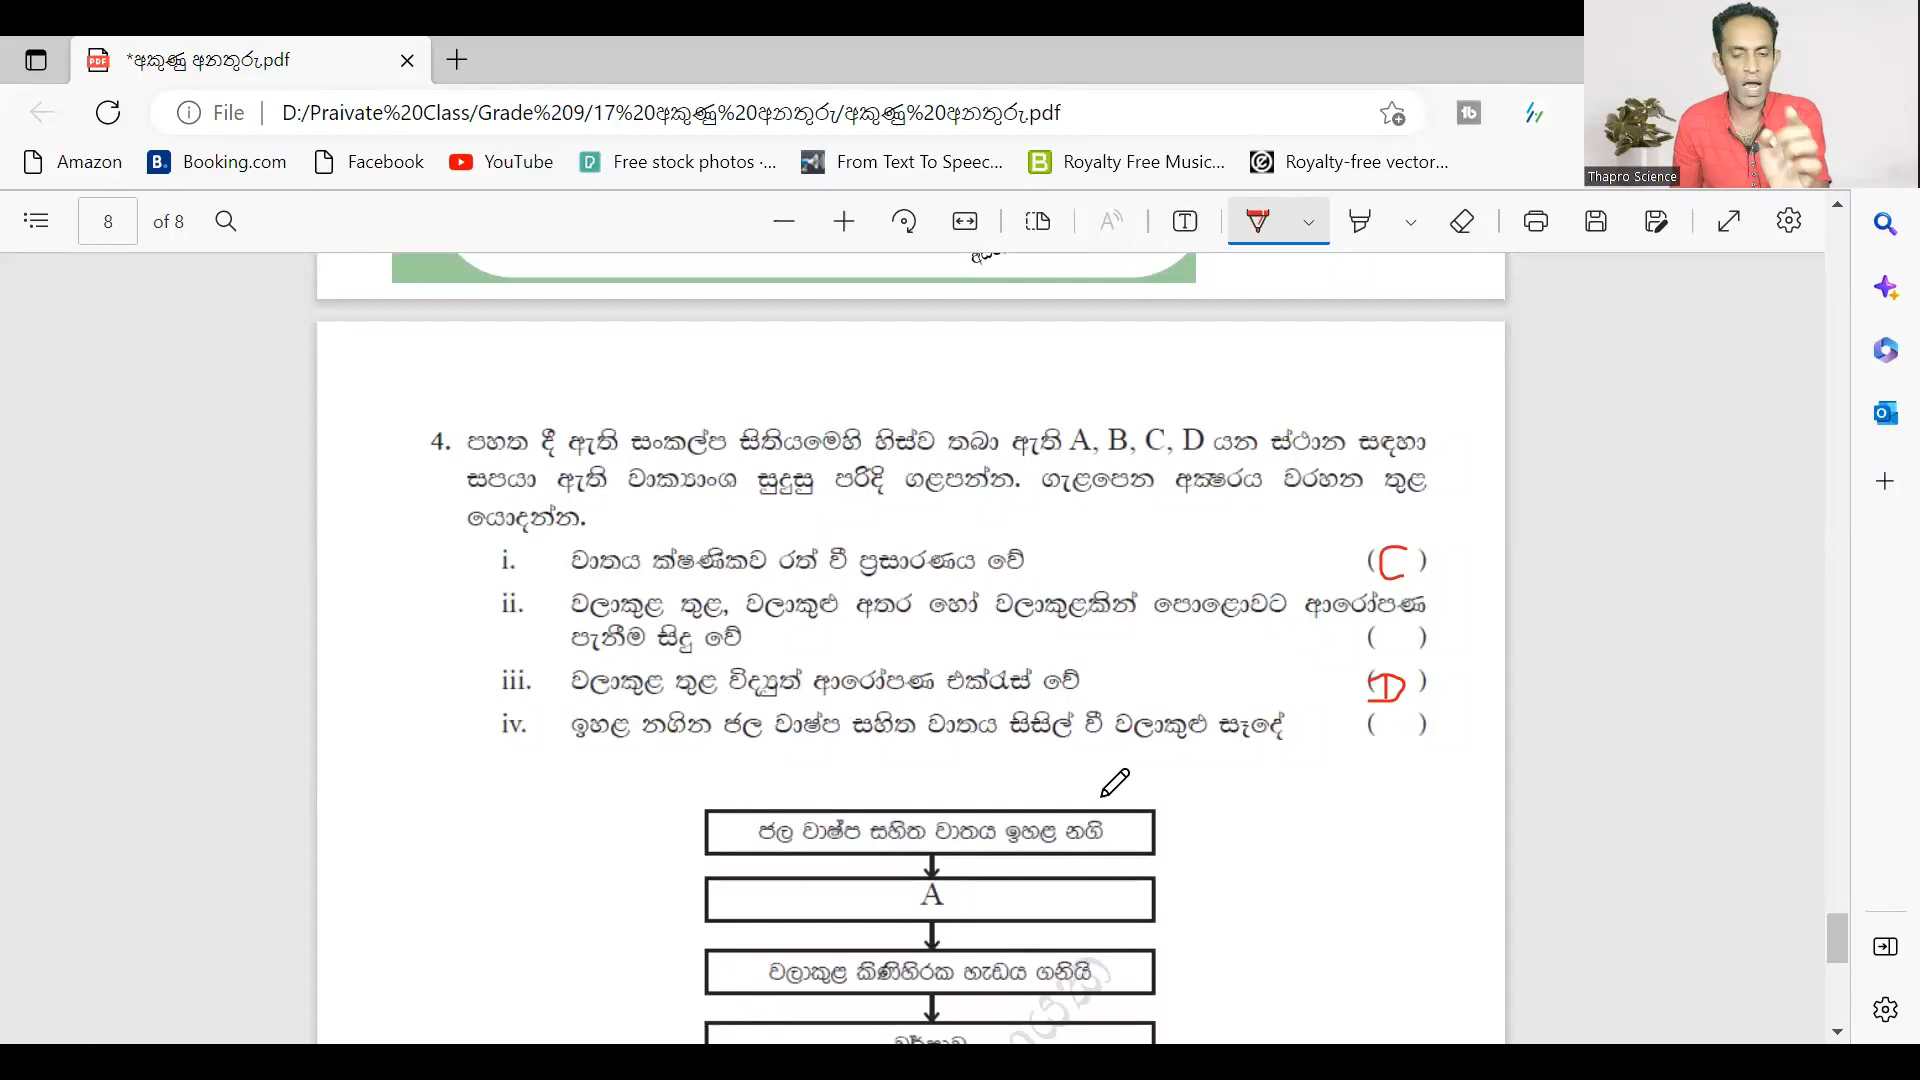 *අකුණු අනතුරු.pdf
File
D:/Praivate%20Class/Grade%209/17%20අකුණු%20අනතුරු/අකුණු%20අනතුරු.pdf
Amazon
Booking.com
Facebook
YouTube
Free stock photos -...
From Text To Speec...
Royalty Free Music...
Royalty-free vector...
Thapro Science
8 of 8
4. පහත දී ඇති සංකල්ප සිතියමෙහි හිස්ව තබා ඇති A, B, C, D යන ස්ථාන සඳහා
සපයා ඇති වාක්‍යාංශ සුදුසු පරිදි ගළපන්න. ගැළපෙන අක්‍ෂරය වරහන තුළ
යොදන්න.
i. වාතය ක්ෂණිකව රත් වී ප්‍රසාරණය වේ (C)
ii. වලාකුළ තුළ, වලාකුළු අතර හෝ වලාකුළකින් පොළොවට ආරෝපණ
පැනීම සිදු වේ ( )
iii. වලාකුළ තුළ විද්‍යුත් ආරෝපණ එක්රැස් වේ (D)
iv. ඉහළ නගින ජල වාෂ්ප සහිත වාතය සිසිල් වී වලාකුළු සෑදේ ( )
ජල වාෂ්ප සහිත වාතය ඉහළ නගි
A
වලාකුළ කිණිහිරක හැඩය ගනියි